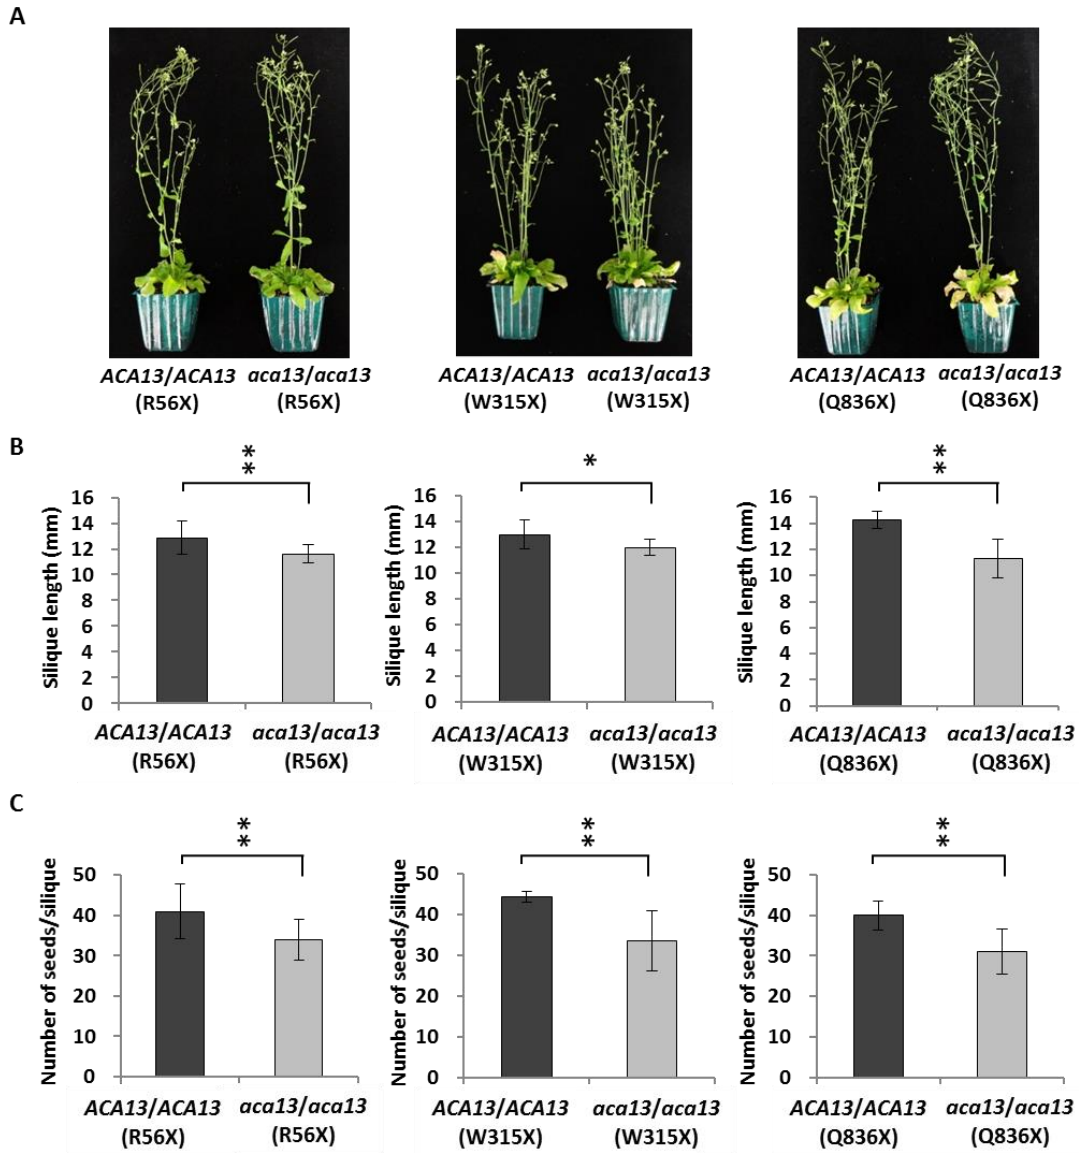 A
ACA13/ACA13 aca13/aca13 ACA13/ACA13 aca13/aca13 ACA13/ACA13 aca13/aca13
(R56X) (R56X) (W315X) (W315X) (Q836X) (Q836X)
B
Silique length (mm)
16
14
12
10
8
6
4
2
0
**
ACA13/ACA13 aca13/aca13
(R56X) (R56X)
Silique length (mm)
16
14
12
10
8
6
4
2
0
*
ACA13/ACA13 aca13/aca13
(W315X) (W315X)
Silique length (mm)
16
14
12
10
8
6
4
2
0
**
ACA13/ACA13 aca13/aca13
(Q836X) (Q836X)
C
Number of seeds/silique
50
40
30
20
10
0
**
ACA13/ACA13 aca13/aca13
(R56X) (R56X)
Number of seeds/silique
50
40
30
20
10
0
**
ACA13/ACA13 aca13/aca13
(W315X) (W315X)
Number of seeds/silique
50
40
30
20
10
0
**
ACA13/ACA13 aca13/aca13
(Q836X) (Q836X)